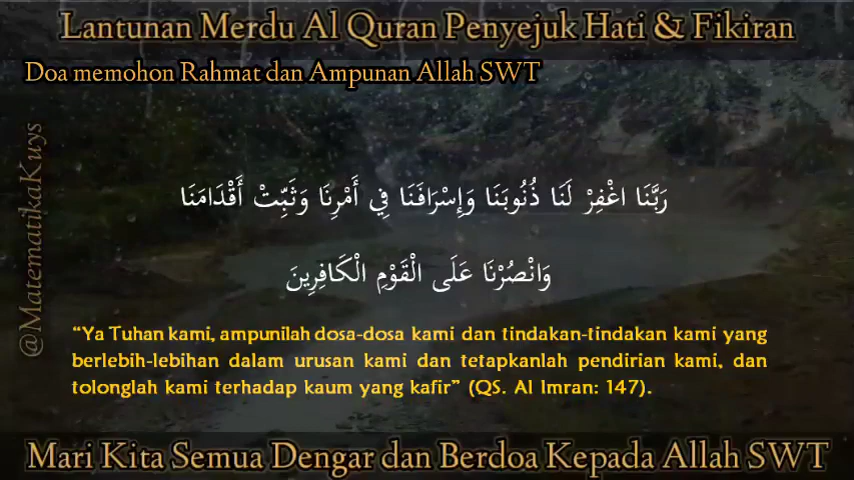 Lantunan Merdu Al Quran Penyejuk Hati & Fikiran
Doa memohon Rahmat dan Ampunan Allah SWT
@MatematikaKuys
رَبَّنَا اغْفِرْ لَنَا ذُنُوبَنَا وَإِسْرَافَنَا فِي أَمْرِنَا وَثَبِّتْ أَقْدَامَنَا
وَانْصُرْنَا عَلَى الْقَوْمِ الْكَافِرِينَ
“Ya Tuhan kami, ampunilah dosa-dosa kami dan tindakan-tindakan kami yang
berlebih-lebihan dalam urusan kami dan tetapkanlah pendirian kami, dan
tolonglah kami terhadap kaum yang kafir” (QS. Al Imran: 147).
Mari Kita Semua Dengar dan Berdoa Kepada Allah SWT